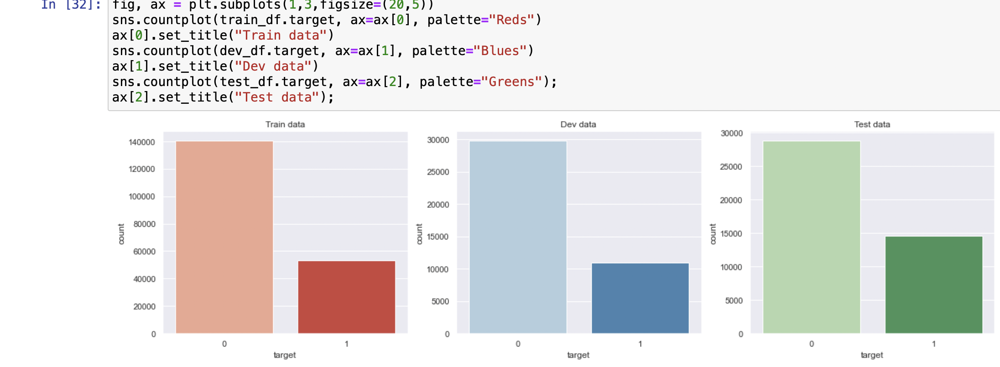 In [32]: fig, ax = plt.subplots(1,3,figsize=(20,5))
sns.countplot(train_df.target, ax=ax[0], palette="Reds")
ax[0].set_title("Train data")
sns.countplot(dev_df.target, ax=ax[1], palette="Blues")
ax[1].set_title("Dev data")
sns.countplot(test_df.target, ax=ax[2], palette="Greens");
ax[2].set_title("Test data");
Train data
140000
120000
100000
80000
60000
40000
20000
0
count
0 1
target
Dev data
30000
25000
20000
15000
10000
5000
0
count
0 1
target
Test data
30000
25000
20000
15000
10000
5000
0
count
0 1
target